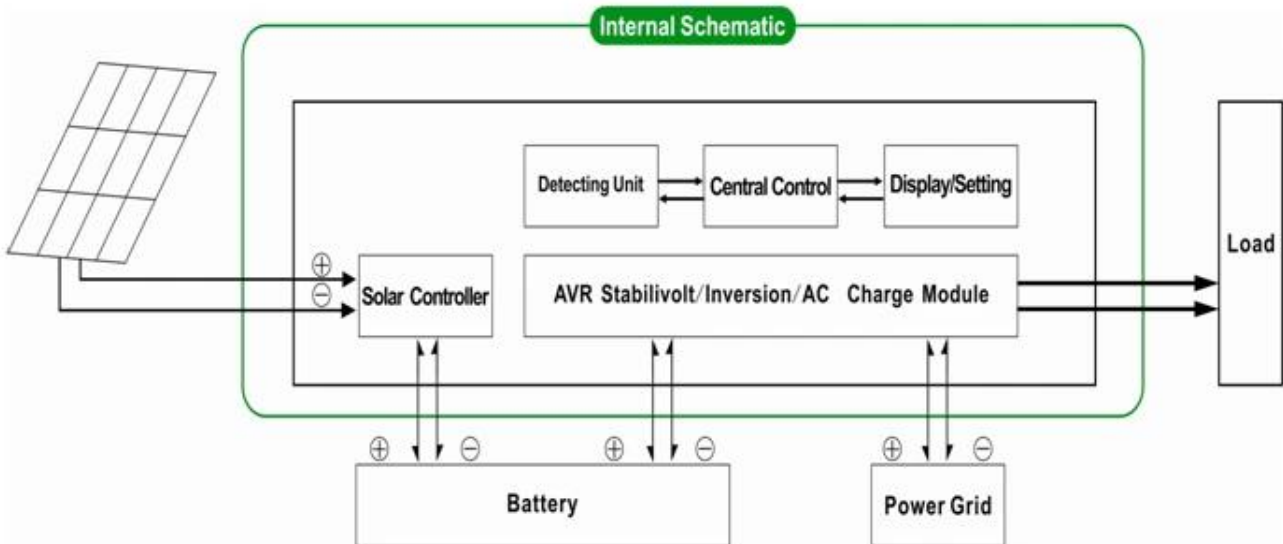 Internal Schematic
Detecting Unit
Central Control
Display/Setting
Load
⊕
⊖
Solar Controller
AVR Stabilivolt/Inversion/AC Charge Module
⊕ ⊖ ⊕ ⊖ ⊕ ⊖
Battery
Power Grid